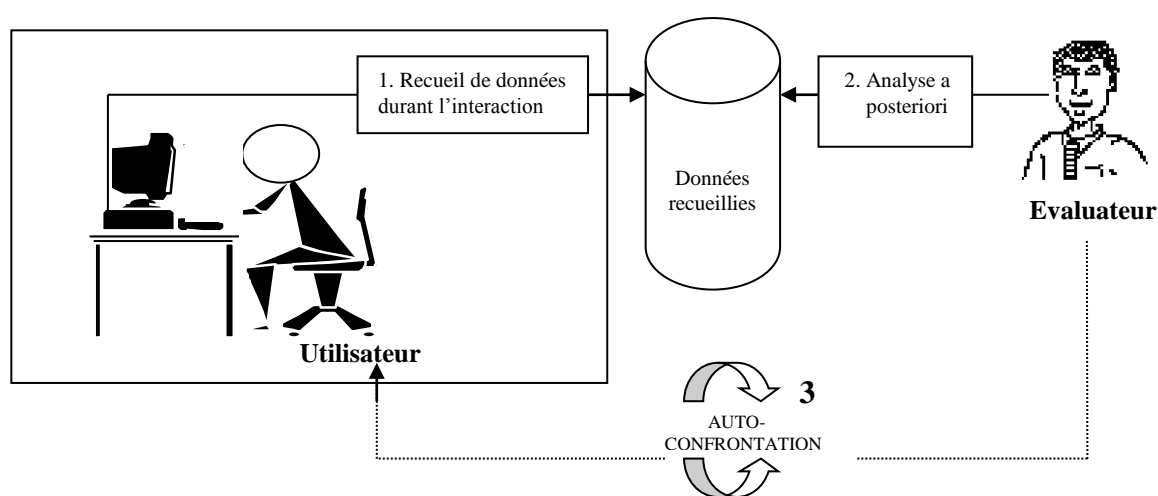 1. Recueil de données
durant l'interaction
2. Analyse a
posteriori
Données
recueillies
Evaluateur
Utilisateur
3
AUTO-
CONFRONTATION